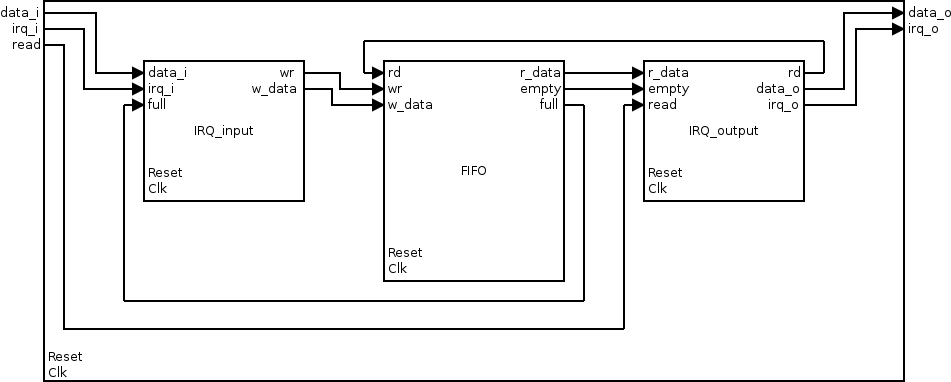 data_i
irq_i
read
data_o
irq_o
data_i
irq_i
full
wr
w_data
IRQ_input
Reset
Clk
rd
wr
w_data
r_data
empty
full
FIFO
Reset
Clk
r_data
empty
read
rd
data_o
irq_o
IRQ_output
Reset
Clk
Reset
Clk